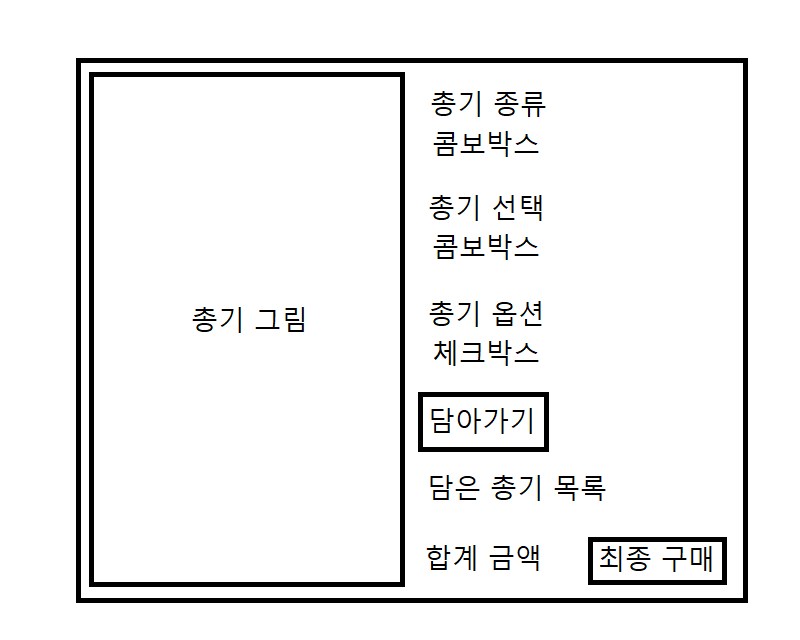 총기 그림
총기 종류
콤보박스
총기 선택
콤보박스
총기 옵션
체크박스
담아가기
담은 총기 목록
합계 금액
최종 구매